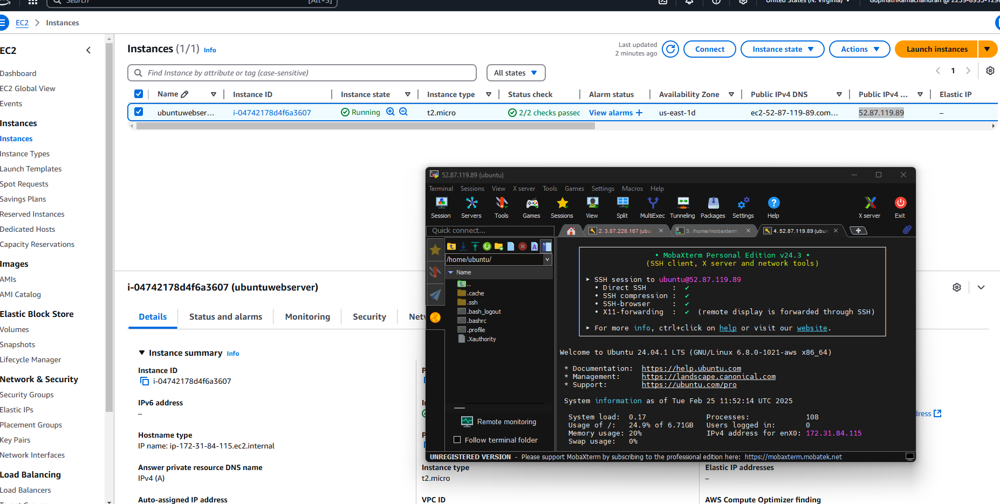 Search [Alt+S] United States (N. Virginia)
EC2 Instances
EC2
Dashboard
EC2 Global View
Events
Instances
Instances
Instance Types
Launch Templates
Spot Requests
Savings Plans
Reserved Instances
Dedicated Hosts
Capacity Reservations
Images
AMIs
AMI Catalog
Elastic Block Store
Volumes
Snapshots
Lifecycle Manager
Network & Security
Security Groups
Elastic IPs
Placement Groups
Key Pairs
Network Interfaces
Load Balancing
Load Balancers
Instances (1/1) Info
Last updated
2 minutes ago
Connect Instance state Actions Launch instances
Find Instance by attribute or tag (case-sensitive) All states 1
Name Instance ID Instance state Instance type Status check Alarm status Availability Zone Public IPv4 DNS Public IPv4 ... Elastic IP
ubuntuwebser... i-04742178d4f6a3607 Running t2.micro 2/2 checks passec View alarms + us-east-1d ec2-52-87-119-89.com... 52.87.119.89 –
i-04742178d4f6a3607 (ubuntuwebserver)
Details Status and alarms Monitoring Security Net
Instance summary Info
Instance ID
i-04742178d4f6a3607
IPv6 address
–
Hostname type
IP name: ip-172-31-84-115.ec2.internal
Answer private resource DNS name
IPv4 (A)
Auto-assigned IP address
Instance type
t2.micro
VPC ID
dress
Elastic IP addresses
–
AWS Compute Optimizer finding
52.87.119.89 (ubuntu)
Terminal Sessions View X server Tools Games Settings Macros Help
Session Servers Tools Games Sessions View Split MultiExec Tunneling Packages Settings Help X server Exit
Quick connect... 2. 3.87.228.167 (ubu 3. /home/mobaxterm 4. 52.87.119.89 (ubun
/home/ubuntu/
Name
..
.cache
.ssh
.bash_logout
.bashrc
.profile
.Xauthority
Remote monitoring
Follow terminal folder
• MobaXterm Personal Edition v24.3 •
(SSH client, X server and network tools)
➤ SSH session to ubuntu@52.87.119.89
• Direct SSH : ✔
• SSH compression : ✔
• SSH-browser : ✔
• X11-forwarding : ✔ (remote display is forwarded through SSH)
➤ For more info, ctrl+click on help or visit our website.
Welcome to Ubuntu 24.04.1 LTS (GNU/Linux 6.8.0-1021-aws x86_64)
* Documentation: https://help.ubuntu.com
* Management: https://landscape.canonical.com
* Support: https://ubuntu.com/pro
System information as of Tue Feb 25 11:52:14 UTC 2025
System load: 0.17 Processes: 108
Usage of /: 24.9% of 6.71GB Users logged in: 0
Memory usage: 20% IPv4 address for enX0: 172.31.84.115
Swap usage: 0%
UNREGISTERED VERSION - Please support MobaXterm by subscribing to the professional edition here: https://mobaxterm.mobatek.net